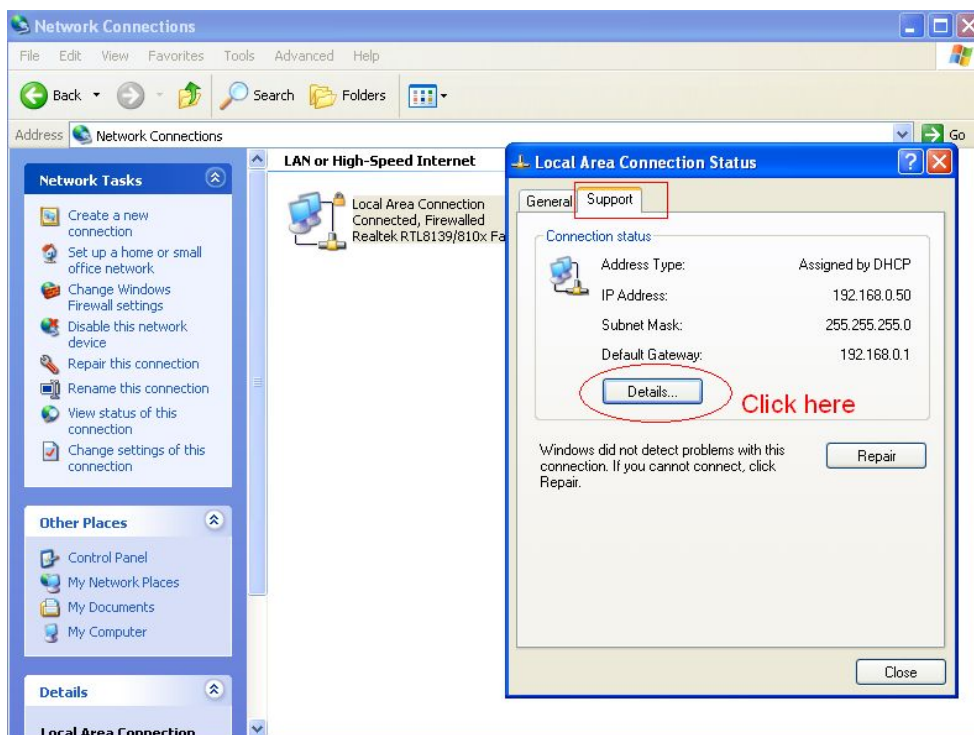 Network Connections
File Edit View Favorites Tools Advanced Help
Back Search Folders
Address Network Connections Go
Network Tasks
Create a new
connection
Set up a home or small
office network
Change Windows
Firewall settings
Disable this network
device
Repair this connection
Rename this connection
View status of this
connection
Change settings of this
connection
Other Places
Control Panel
My Network Places
My Documents
My Computer
Details
Local Area Connection
LAN or High-Speed Internet
Local Area Connection
Connected, Firewalled
Realtek RTL8139/810x Fa
Local Area Connection Status
General Support
Connection status
Address Type: Assigned by DHCP
IP Address: 192.168.0.50
Subnet Mask: 255.255.255.0
Default Gateway: 192.168.0.1
Details...
Click here
Windows did not detect problems with this
connection. If you cannot connect, click
Repair.
Repair
Close